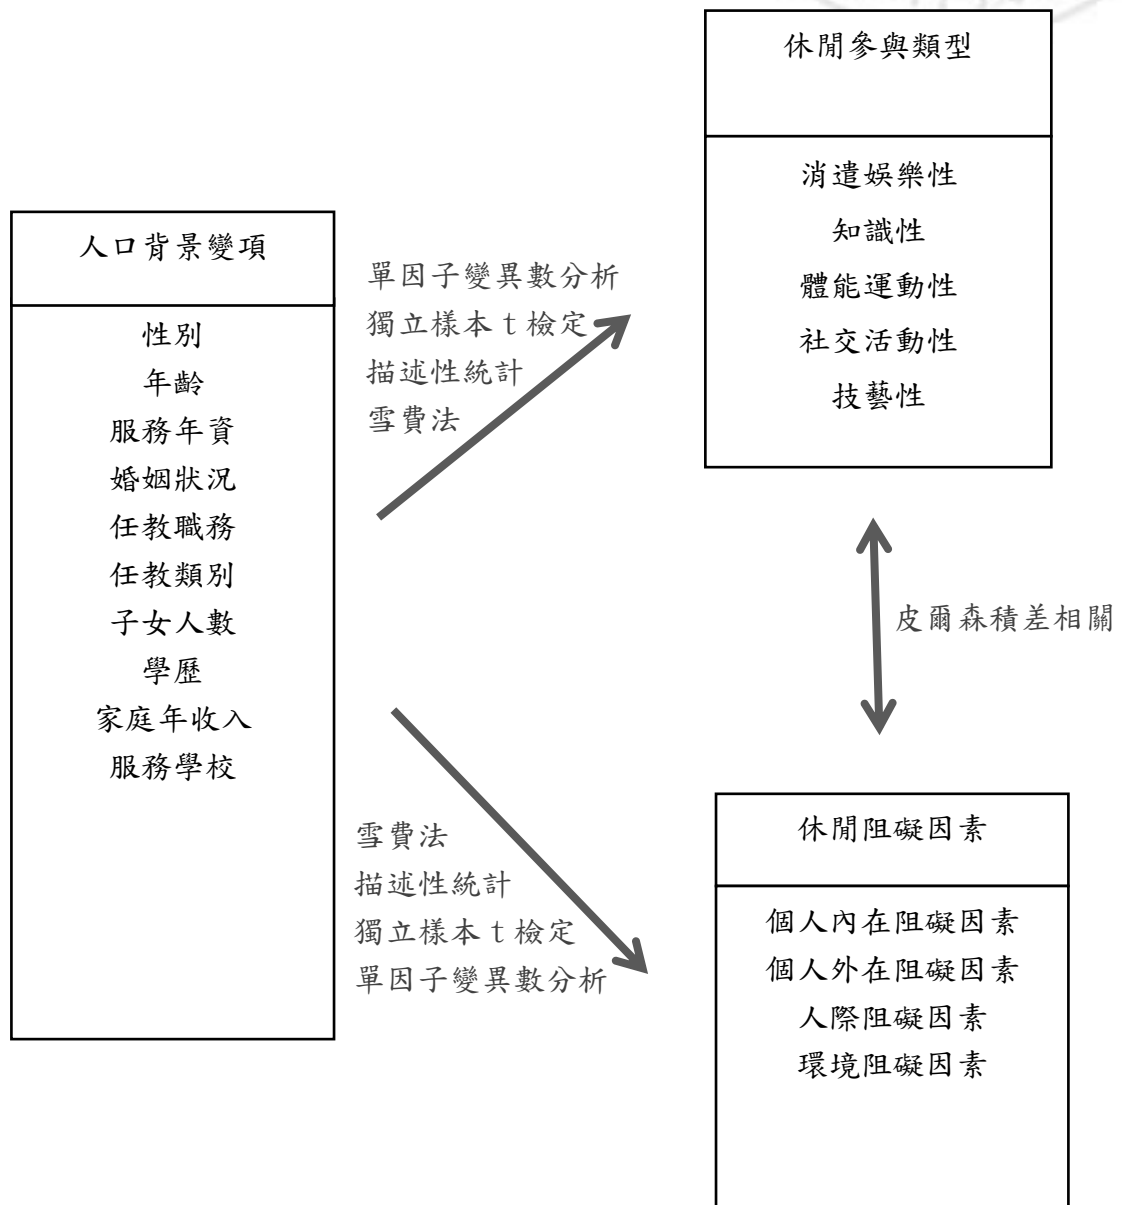 休閒參與類型
消遣娛樂性
知識性
體能運動性
社交活動性
技藝性
人口背景變項
性別
年齡
服務年資
婚姻狀況
任教職務
任教類別
子女人數
學歷
家庭年收入
服務學校
單因子變異數分析
獨立樣本 t 檢定
描述性統計
雪費法
皮爾森積差相關
雪費法
描述性統計
獨立樣本 t 檢定
單因子變異數分析
休閒阻礙因素
個人內在阻礙因素
個人外在阻礙因素
人際阻礙因素
環境阻礙因素